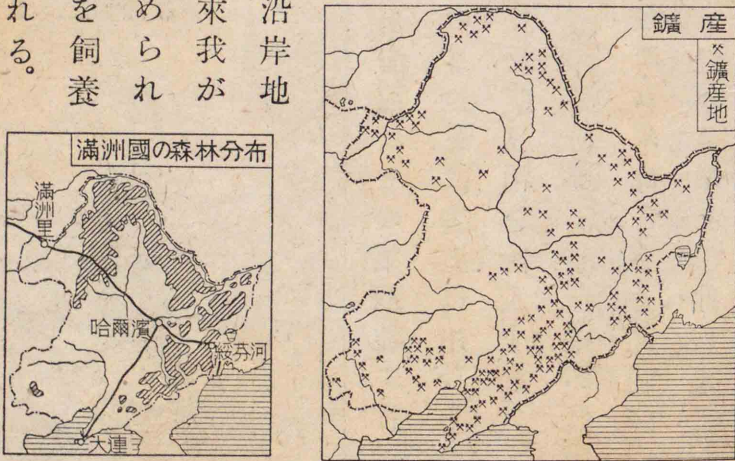 沿岸地
來我が
められ
を飼養
れる。
鑛産
鑛産地
滿洲國の森林分布
滿洲里
哈爾濱
綏芬河
大連